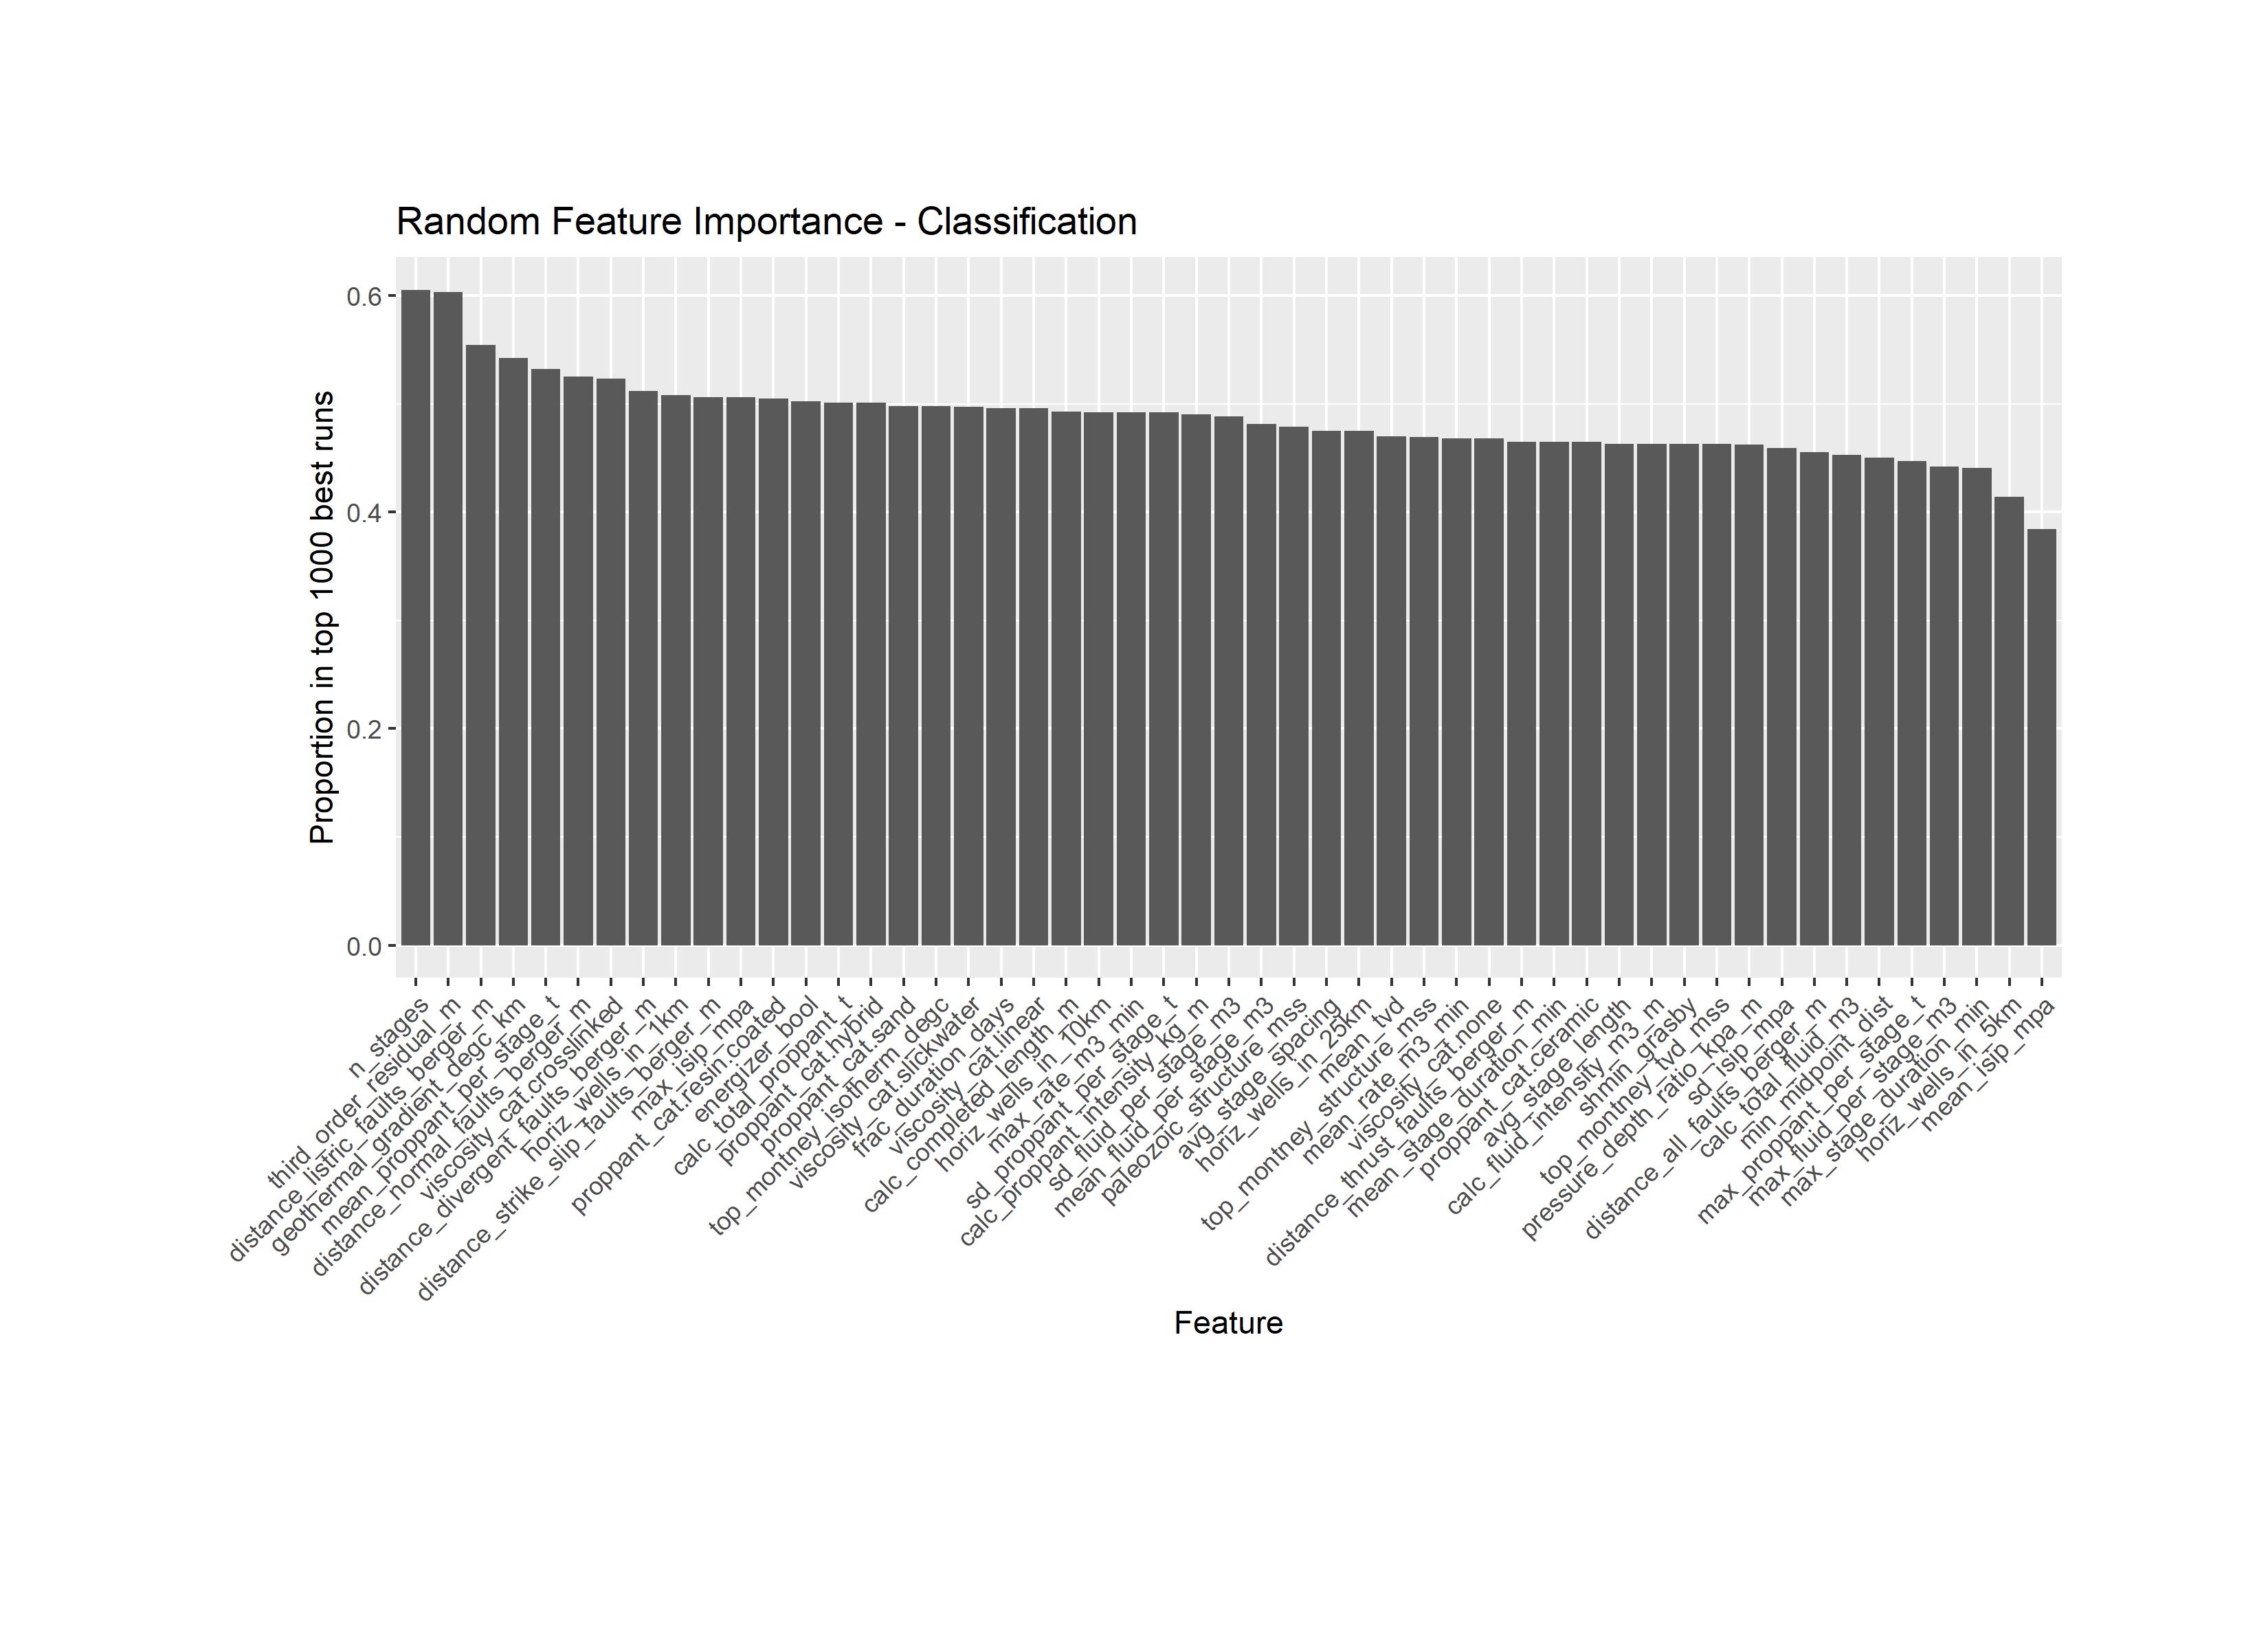 Random Feature Importance - Classification
Proportion in top 1000 best runs
0.6
0.4
0.2
0.0
n_stages
third_order_residual_m
distance_listric_faults_berger_m
geothermal_gradient_degc_km
mean_proppant_per_stage_t
distance_normal_faults_berger_m
viscosity_cat.crosslinked
distance_divergent_faults_berger_m
horiz_wells_in_1km
distance_strike_slip_faults_berger_m
max_isip_mpa
proppant_cat.resin.coated
energizer_bool
calc_total_proppant_t
proppant_cat.hybrid
proppant_cat.sand
top_montney_isotherm_degc
viscosity_cat.slickwater
frac_duration_days
viscosity_cat.linear
calc_completed_length_m
horiz_wells_in_10km
max_rate_m3_min
sd_proppant_per_stage_t
calc_proppant_intensity_kg_m
sd_fluid_per_stage_m3
mean_fluid_per_stage_m3
paleozoic_structure_mss
avg_stage_spacing
horiz_wells_in_25km
mean_tvd
top_montney_structure_mss
mean_rate_m3_min
viscosity_cat.none
distance_thrust_faults_berger_m
mean_stage_duration_min
proppant_cat.ceramic
avg_stage_length
calc_fluid_intensity_m3_m
shmin_grasby
top_montney_tvd_mss
pressure_depth_ratio_kpa_m
sd_isip_mpa
distance_all_faults_berger_m
calc_total_fluid_m3
min_midpoint_dist
max_proppant_per_stage_t
max_fluid_per_stage_m3
max_stage_duration_min
horiz_wells_in_5km
mean_isip_mpa
Feature